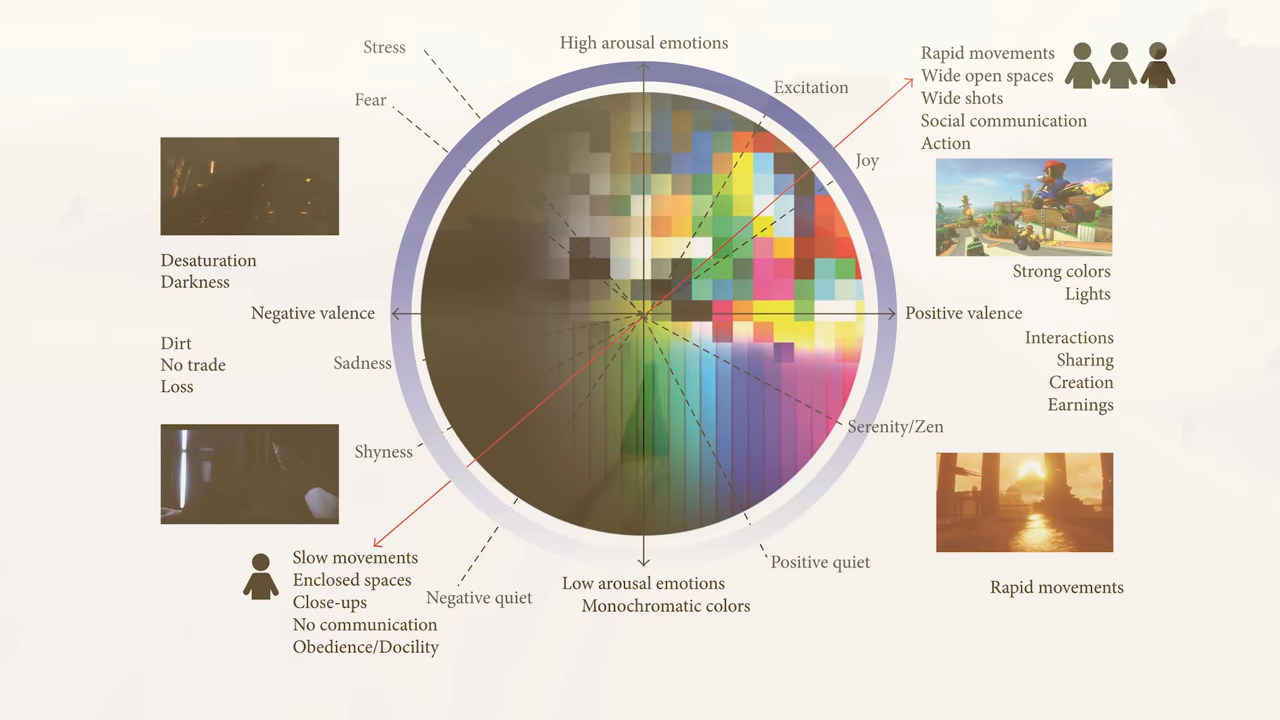 High arousal emotions
Stress
Fear
Excitation
Joy
Rapid movements
Wide open spaces
Wide shots
Social communication
Action
Desaturation
Darkness
Strong colors
Lights
Negative valence
Positive valence
Dirt
No trade
Loss
Interactions
Sharing
Creation
Earnings
Sadness
Shyness
Serenity/Zen
Slow movements
Enclosed spaces
Close-ups
No communication
Obedience/Docility
Negative quiet
Low arousal emotions
Monochromatic colors
Positive quiet
Rapid movements